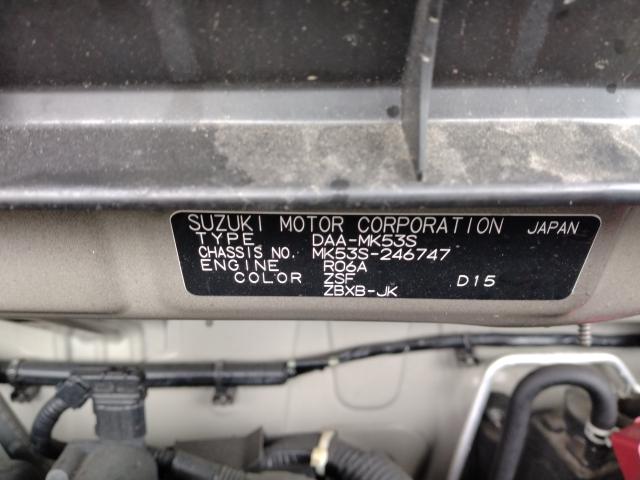 SUZUKI MOTOR CORPORATION JAPAN
TYPE DAA-MK53S
CHASSIS NO. MK53S-246747
ENGINE R06A
COLOR ZSF D15
ZBXB-JK